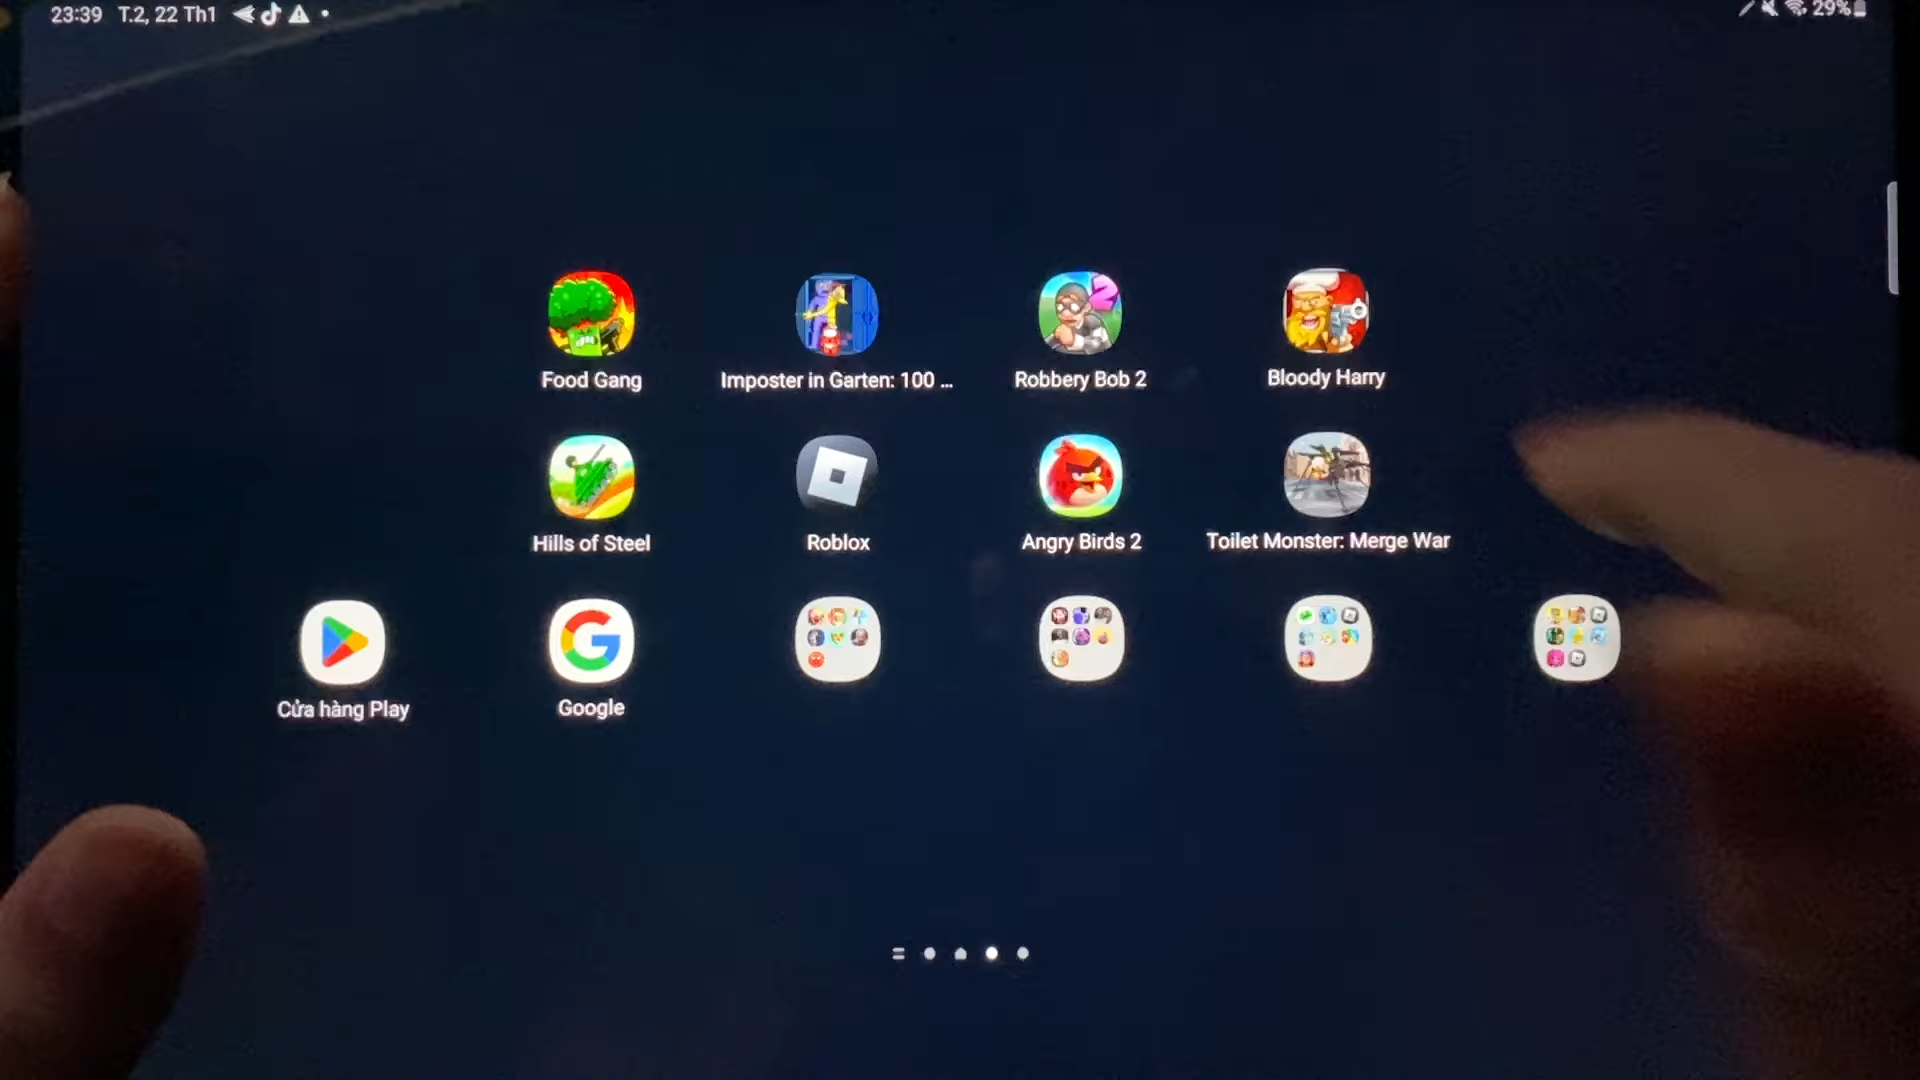 23:39 T.2, 22 Th1
29%
Food Gang
Imposter in Garten: 100 ...
Robbery Bob 2
Bloody Harry
Hills of Steel
Roblox
Angry Birds 2
Toilet Monster: Merge War
Cửa hàng Play
Google